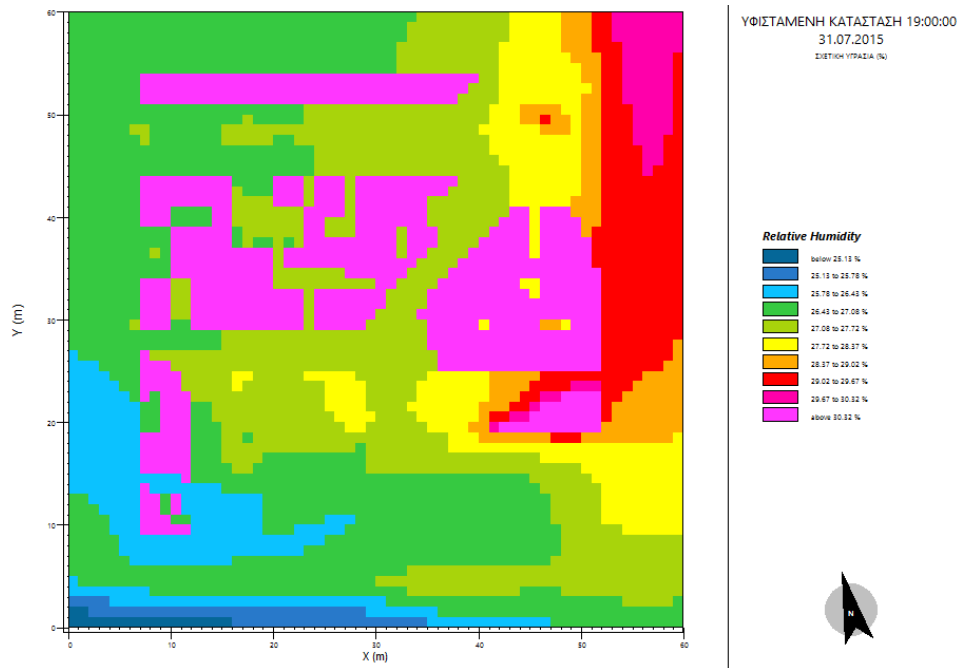 ΥΦΙΣΤΑΜΕΝΗ ΚΑΤΑΣΤΑΣΗ 19:00:00
31.07.2015
ΣΧΕΤΙΚΗ ΥΓΡΑΣΙΑ (%)
60
50
40
30
20
10
0
Y (m)
0 10 20 30 40 50 60
X (m)
Relative Humidity
below 25.13 %
25.13 to 25.78 %
25.78 to 26.43 %
26.43 to 27.08 %
27.08 to 27.72 %
27.72 to 28.37 %
28.37 to 29.02 %
29.02 to 29.67 %
29.67 to 30.32 %
above 30.32 %
N